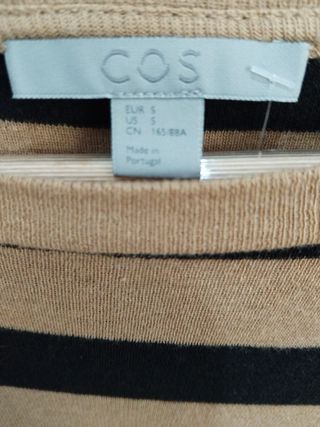 COS
EUR S
US S
CN 165/88A
Made in
Portugal